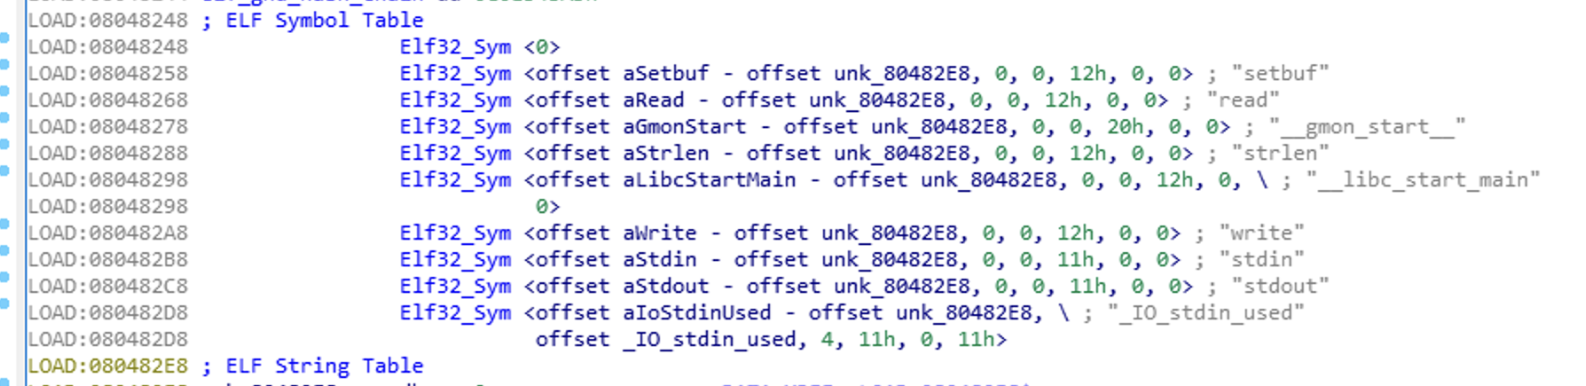 LOAD:08048248 ; ELF Symbol Table
LOAD:08048248 Elf32_Sym <0>
LOAD:08048258 Elf32_Sym <offset aSetbuf - offset unk_80482E8, 0, 0, 12h, 0, 0> ; "setbuf"
LOAD:08048268 Elf32_Sym <offset aRead - offset unk_80482E8, 0, 0, 12h, 0, 0> ; "read"
LOAD:08048278 Elf32_Sym <offset aGmonStart - offset unk_80482E8, 0, 0, 20h, 0, 0> ; "__gmon_start__"
LOAD:08048288 Elf32_Sym <offset aStrlen - offset unk_80482E8, 0, 0, 12h, 0, 0> ; "strlen"
LOAD:08048298 Elf32_Sym <offset aLibcStartMain - offset unk_80482E8, 0, 0, 12h, 0, \ ; "__libc_start_main"
LOAD:08048298 0>
LOAD:080482A8 Elf32_Sym <offset aWrite - offset unk_80482E8, 0, 0, 12h, 0, 0> ; "write"
LOAD:080482B8 Elf32_Sym <offset aStdin - offset unk_80482E8, 0, 0, 11h, 0, 0> ; "stdin"
LOAD:080482C8 Elf32_Sym <offset aStdout - offset unk_80482E8, 0, 0, 11h, 0, 0> ; "stdout"
LOAD:080482D8 Elf32_Sym <offset aIoStdinUsed - offset unk_80482E8, \ ; "_IO_stdin_used"
LOAD:080482D8 offset _IO_stdin_used, 4, 11h, 0, 11h>
LOAD:080482E8 ; ELF String Table